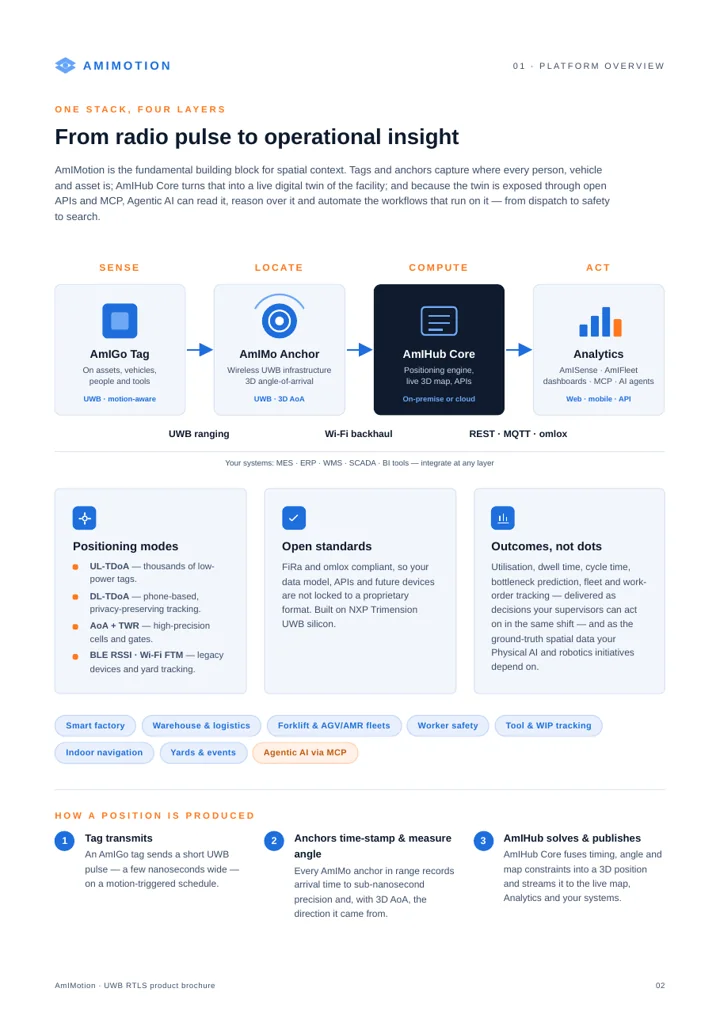 AMIMOTION
01 · PLATFORM OVERVIEW
ONE STACK, FOUR LAYERS
From radio pulse to operational insight
AmIMotion is the fundamental building block for spatial context. Tags and anchors capture where every person, vehicle
and asset is; AmIHub Core turns that into a live digital twin of the facility; and because the twin is exposed through open
APIs and MCP, Agentic AI can read it, reason over it and automate the workflows that run on it — from dispatch to safety
to search.
SENSE
LOCATE
COMPUTE
ACT
AmIGo Tag
On assets, vehicles,
people and tools
UWB · motion-aware
AmIMo Anchor
Wireless UWB infrastructure
3D angle-of-arrival
UWB · 3D AoA
AmIHub Core
Positioning engine,
live 3D map, APIs
On-premise or cloud
Analytics
AmISense · AmIFleet
dashboards · MCP · AI agents
Web · mobile · API
UWB ranging
Wi-Fi backhaul
REST · MQTT · omlox
Your systems: MES · ERP · WMS · SCADA · BI tools — integrate at any layer
Positioning modes
UL-TDoA — thousands of low-
power tags.
DL-TDoA — phone-based,
privacy-preserving tracking.
AoA + TWR — high-precision
cells and gates.
BLE RSSI · Wi-Fi FTM — legacy
devices and yard tracking.
Open standards
FiRa and omlox compliant, so your
data model, APIs and future devices
are not locked to a proprietary
format. Built on NXP Trimension
UWB silicon.
Outcomes, not dots
Utilisation, dwell time, cycle time,
bottleneck prediction, fleet and work-
order tracking — delivered as
decisions your supervisors can act
on in the same shift — and as the
ground-truth spatial data your
Physical AI and robotics initiatives
depend on.
Smart factory
Warehouse & logistics
Forklift & AGV/AMR fleets
Worker safety
Tool & WIP tracking
Indoor navigation
Yards & events
Agentic AI via MCP
HOW A POSITION IS PRODUCED
1
Tag transmits
An AmIGo tag sends a short UWB
pulse — a few nanoseconds wide —
on a motion-triggered schedule.
2
Anchors time-stamp & measure
angle
Every AmIMo anchor in range records
arrival time to sub-nanosecond
precision and, with 3D AoA, the
direction it came from.
3
AmIHub solves & publishes
AmIHub Core fuses timing, angle and
map constraints into a 3D position
and streams it to the live map,
Analytics and your systems.
AmIMotion · UWB RTLS product brochure
02